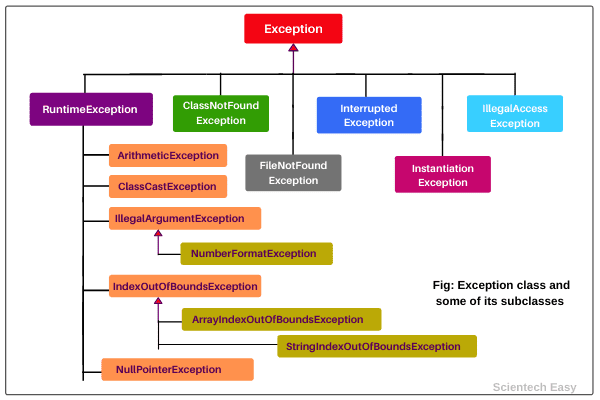 Exception
RuntimeException
ClassNotFound
Exception
Interrupted
Exception
IllegalAccess
Exception
FileNotFound
Exception
Instantiation
Exception
ArithmeticException
ClassCastException
IllegalArgumentException
NumberFormatException
IndexOutOfBoundsException
ArrayIndexOutOfBoundsException
StringIndexOutOfBoundsException
NullPointerException
Fig: Exception class and
some of its subclasses
Scientech Easy